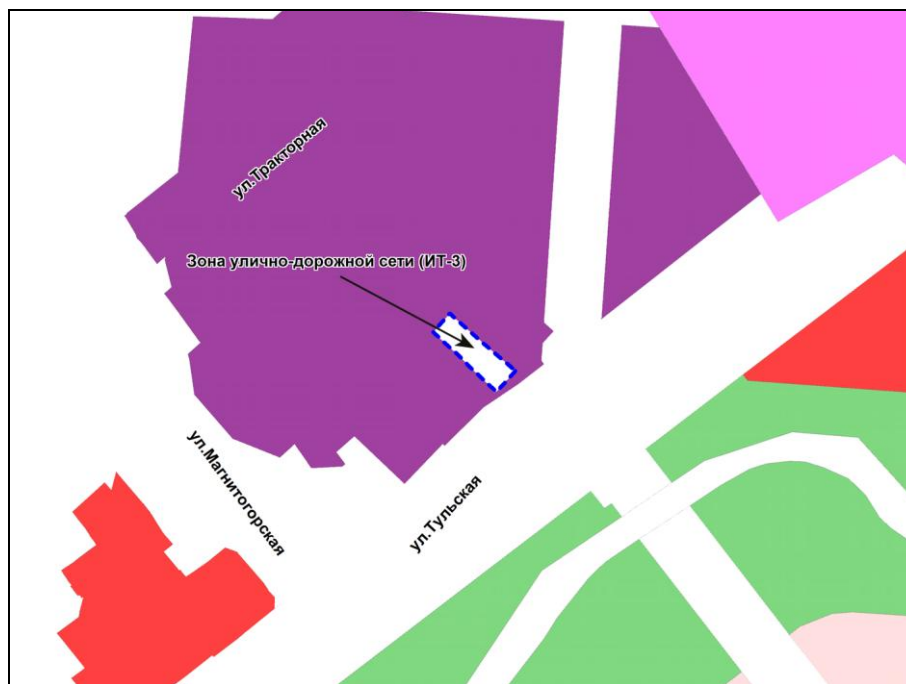 ул.Тракторная
Зона улично-дорожной сети (ИТ-3)
ул.Магнитогорская
ул.Тульская